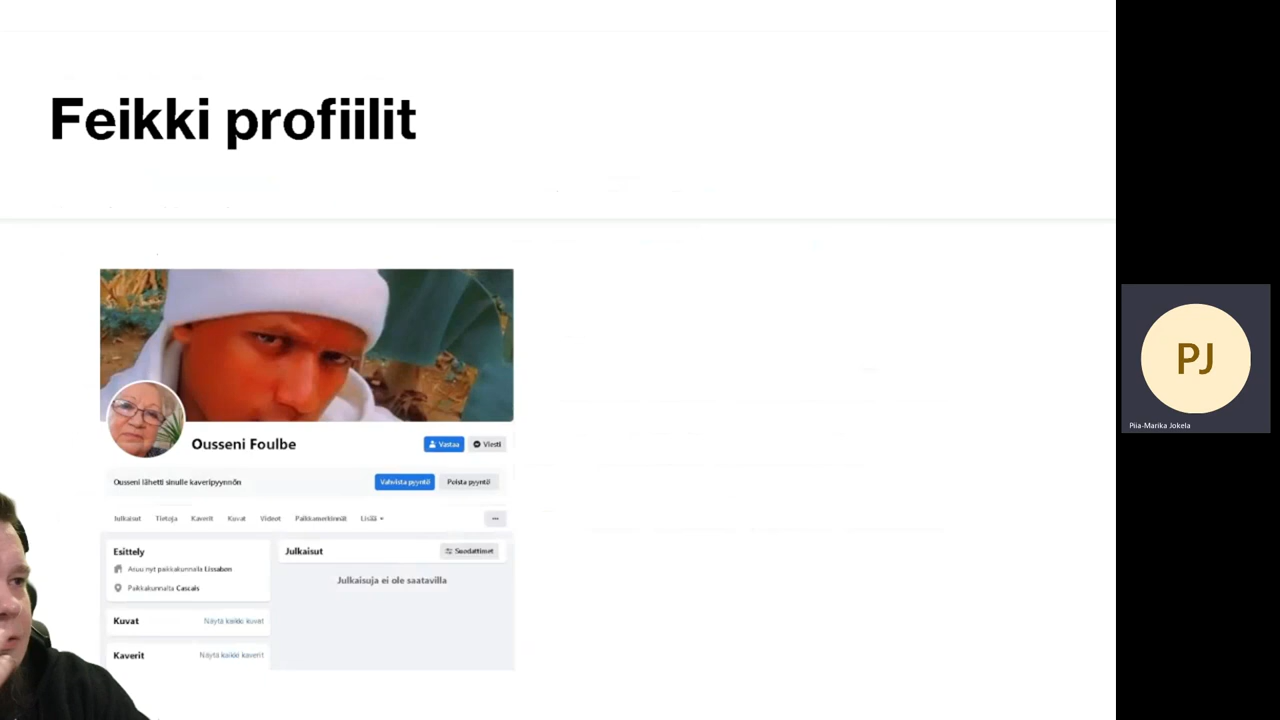 Feikki profiilit
Ousseni Foulbe
Vastaa
Viesti
Ousseni lähetti sinulle kaveripyynnön
Vahvista pyyntö
Poista pyyntö
Julkaisut Tietoja Kaverit Kuvat Videot Paikkamerkinnät Lisää
Esittely
Asuu nyt paikkakunnalla Lissabon
Paikkakunnalta Cascais
Kuvat
Näytä kaikki kuvat
Kaverit
Näytä kaikki kaverit
Julkaisut
Suodattimet
Julkaisuja ei ole saatavilla
PJ
Piia-Marika Jokela